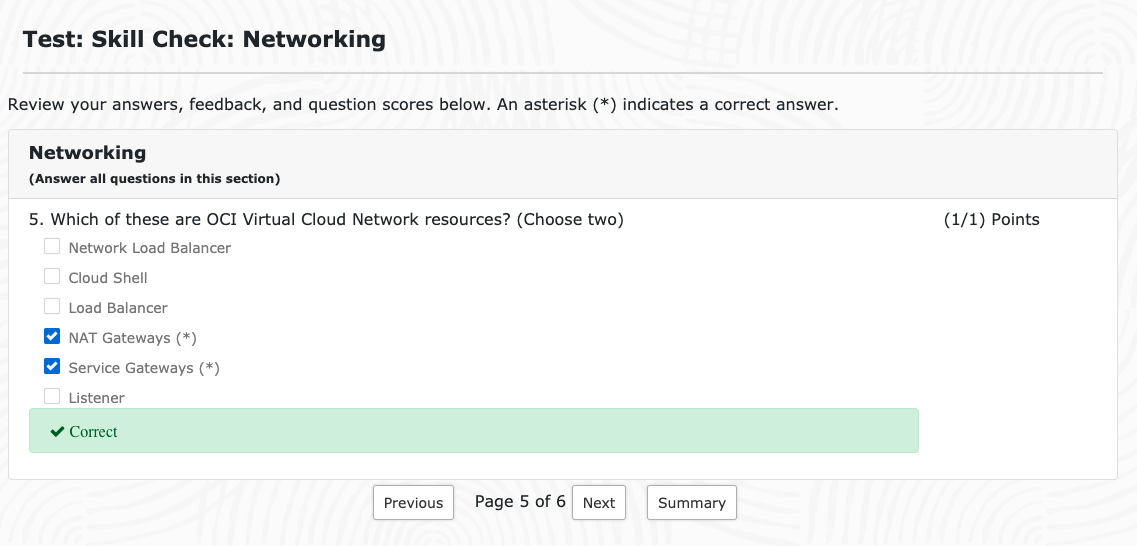 Test: Skill Check: Networking
Review your answers, feedback, and question scores below. An asterisk (*) indicates a correct answer.
Networking
(Answer all questions in this section)
5. Which of these are OCI Virtual Cloud Network resources? (Choose two) (1/1) Points
Network Load Balancer
Cloud Shell
Load Balancer
NAT Gateways (*)
Service Gateways (*)
Listener
Correct
Previous Page 5 of 6 Next Summary